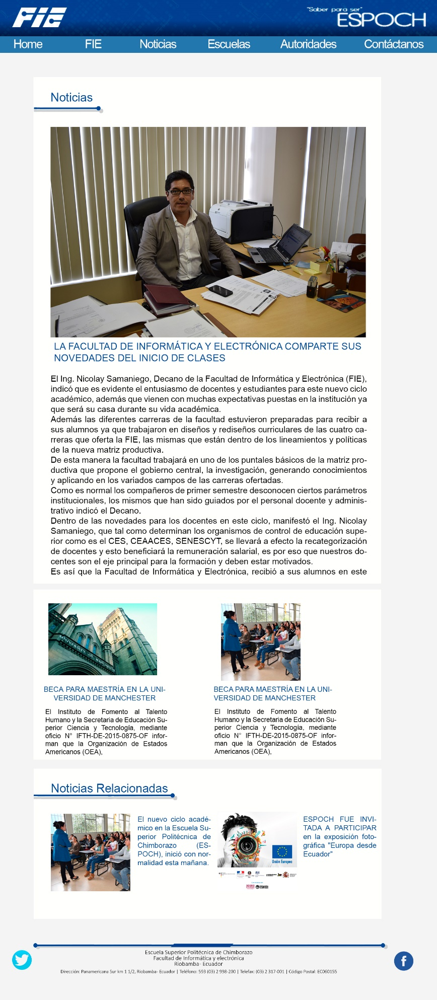 FIE
"Saber para ser"
ESPOCH
Home FIE Noticias Escuelas Autoridades Contáctanos
Noticias
LA FACULTAD DE INFORMÁTICA Y ELECTRÓNICA COMPARTE SUS
NOVEDADES DEL INICIO DE CLASES
El Ing. Nicolay Samaniego, Decano de la Facultad de Informática y Electrónica (FIE),
indicó que es evidente el entusiasmo de docentes y estudiantes para este nuevo ciclo
académico, además que vienen con muchas expectativas puestas en la institución ya
que será su casa durante su vida académica.
Además las diferentes carreras de la facultad estuvieron preparadas para recibir a
sus alumnos ya que trabajaron en diseños y rediseños curriculares de las cuatro ca-
rreras que oferta la FIE, las mismas que están dentro de los lineamientos y políticas
de la nueva matriz productiva.
De esta manera la facultad trabajará en uno de los puntales básicos de la matriz pro-
ductiva que propone el gobierno central, la investigación, generando conocimientos
y aplicando en los variados campos de las carreras ofertadas.
Como es normal los compañeros de primer semestre desconocen ciertos parámetros
institucionales, los mismos que han sido guiados por el personal docente y adminis-
trativo indicó el Decano.
Dentro de las novedades para los docentes en este ciclo, manifestó el Ing. Nicolay
Samaniego, que tal como determinan los organismos de control de educación supe-
rior como es el CES, CEAACES, SENESCYT, se llevará a efecto la recategorización
de docentes y esto beneficiará la remuneración salarial, es por eso que nuestros do-
centes son el eje principal para la formación y deben estar motivados.
Es así que la Facultad de Informática y Electrónica, recibió a sus alumnos en este
UNIVERSITY OF MANCHESTER
BECA PARA MAESTRÍA EN LA UNI-
VERSIDAD DE MANCHESTER
El Instituto de Fomento al Talento
Humano y la Secretaria de Educación Su-
perior Ciencia y Tecnología, mediante
oficio N° IFTH-DE-2015-0875-OF infor-
man que la Organización de Estados
Americanos (OEA),
BECA PARA MAESTRÍA EN LA UNI-
VERSIDAD DE MANCHESTER
El Instituto de Fomento al Talento
Humano y la Secretaria de Educación Su-
perior Ciencia y Tecnología, mediante
oficio N° IFTH-DE-2015-0875-OF infor-
man que la Organización de Estados
Americanos (OEA),
Noticias Relacionadas
El nuevo ciclo acadé-
mico en la Escuela Su-
perior Politécnica de
Chimborazo (ES-
POCH), inició con nor-
malidad esta mañana.
Unión Europea
.be
ESPOCH FUE INVI-
TADA A PARTICIPAR
en la exposición foto-
gráfica "Europa desde
Ecuador"
Escuela Superior Politécnica de Chimborazo
Facultad de Informática y electrónica
Riobamba- Ecuador
Dirección: Panamericana Sur km 1 1/2, Riobamba- Ecuador | Teléfono: 593 (03) 2 998-200 | Telefax: (03) 2 317-001 | Código Postal: EC060155